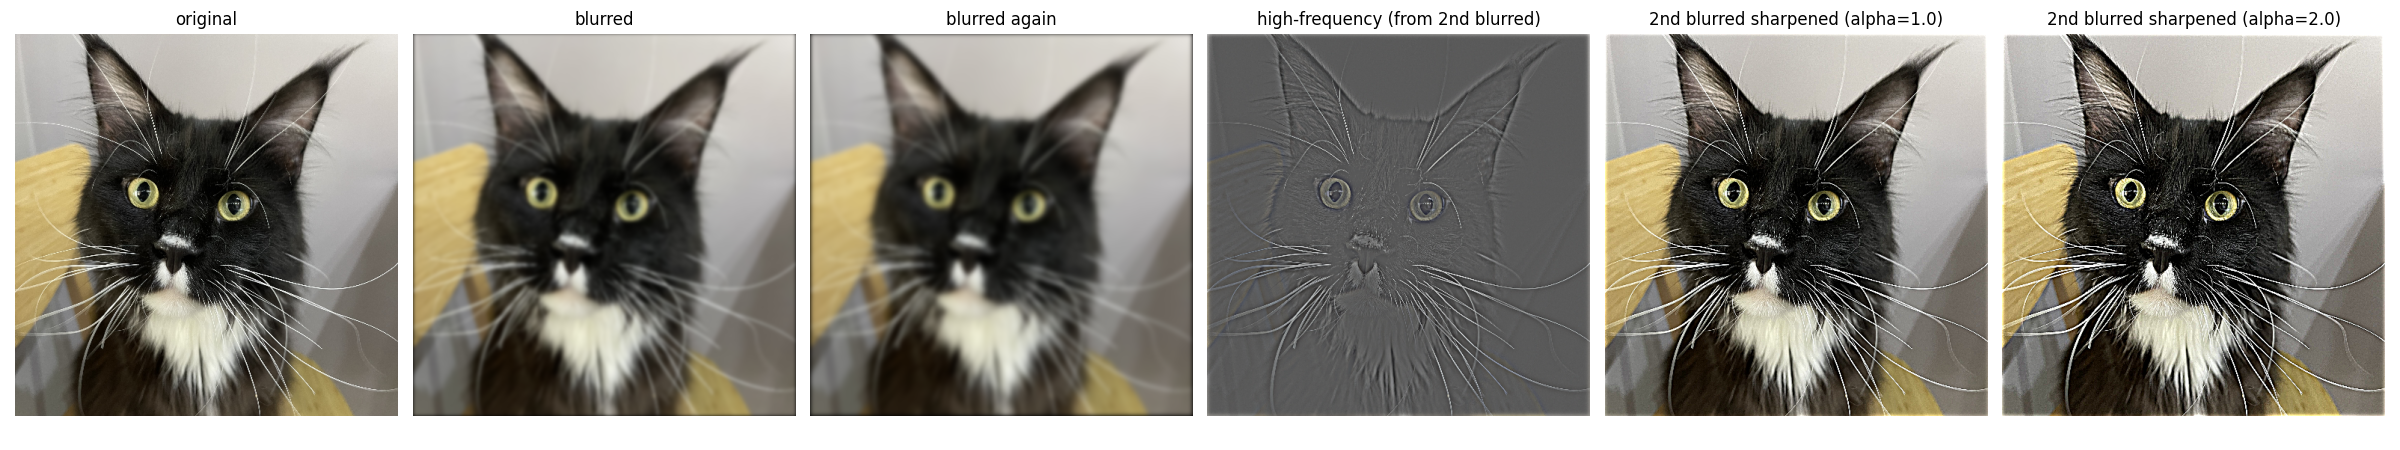 original
blurred
blurred again
high-frequency (from 2nd blurred)
2nd blurred sharpened (alpha=1.0)
2nd blurred sharpened (alpha=2.0)